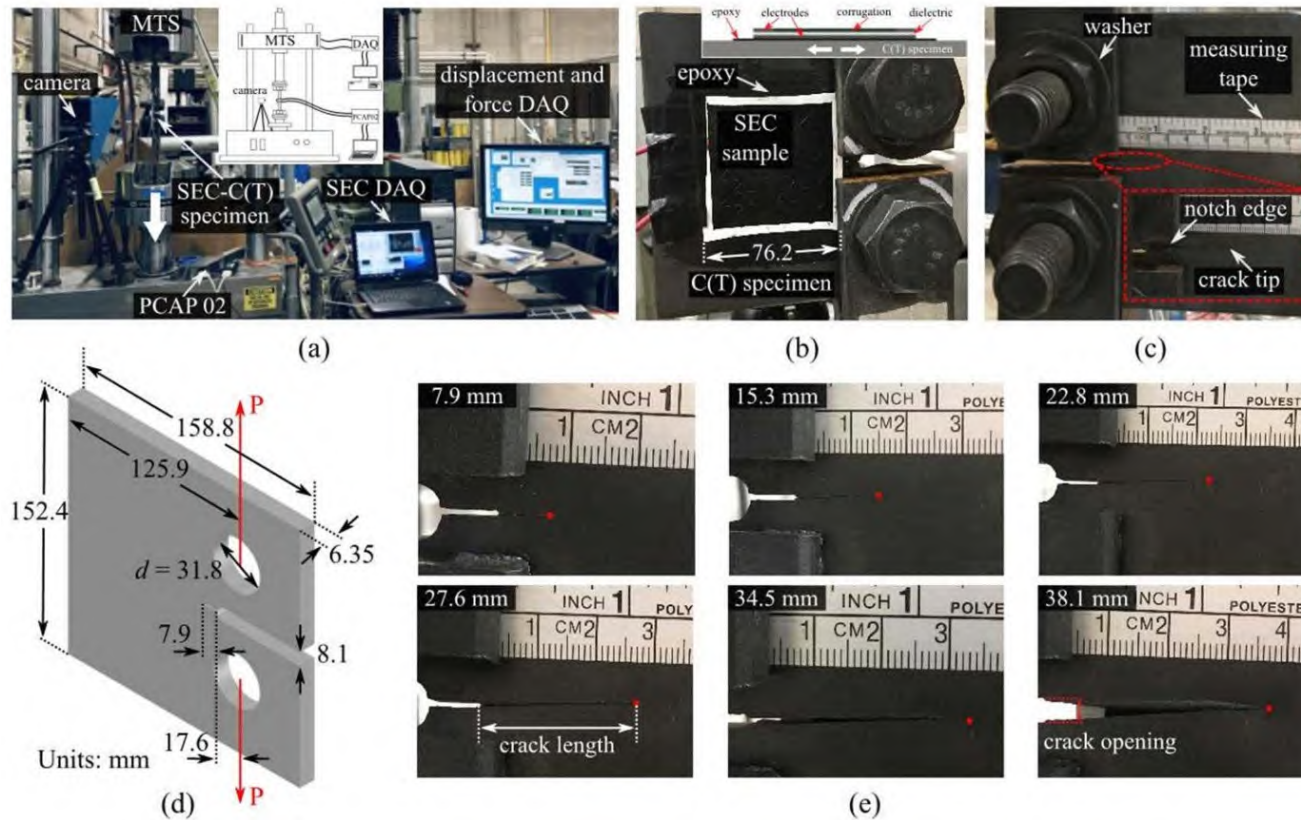 MTS
camera
MTS
DAQ
camera
PCAP02
displacement and
force DAQ
SEC-C(T)
specimen
SEC DAQ
PCAP 02
(a)
epoxy
electrodes
corrugation
dielectric
C(T) specimen
epoxy
SEC
sample
76.2
C(T) specimen
(b)
washer
measuring
tape
notch edge
crack tip
(c)
P
158.8
125.9
152.4
6.35
d = 31.8
7.9
8.1
17.6
Units: mm
P
(d)
7.9 mm
INCH 1
1 CM2
15.3 mm
INCH 1 POLYES
1 CM2 3
22.8 mm
INCH 1 POLYEST
1 CM2 3 4
27.6 mm
INCH 1 POLY
1 CM2 3
crack length
34.5 mm
INCH 1 POLYE
1 CM2 3
38.1 mm
NCH 1 POLYESTE
1 CM2 3 4
crack opening
(e)